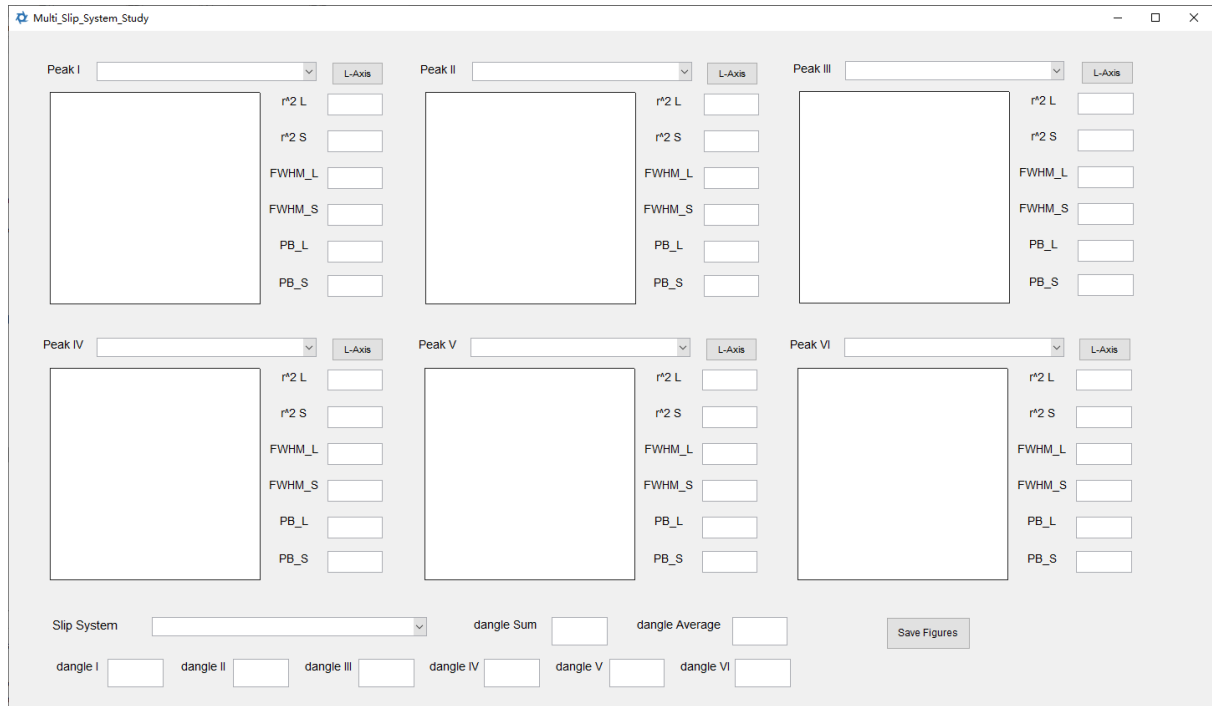 Multi_Slip_System_Study
Peak I L-Axis Peak II L-Axis Peak III L-Axis
r^2 L r^2 L r^2 L
r^2 S r^2 S r^2 S
FWHM_L FWHM_L FWHM_L
FWHM_S FWHM_S FWHM_S
PB_L PB_L PB_L
PB_S PB_S PB_S
Peak IV L-Axis Peak V L-Axis Peak VI L-Axis
r^2 L r^2 L r^2 L
r^2 S r^2 S r^2 S
FWHM_L FWHM_L FWHM_L
FWHM_S FWHM_S FWHM_S
PB_L PB_L PB_L
PB_S PB_S PB_S
Slip System dangle Sum dangle Average Save Figures
dangle I dangle II dangle III dangle IV dangle V dangle VI